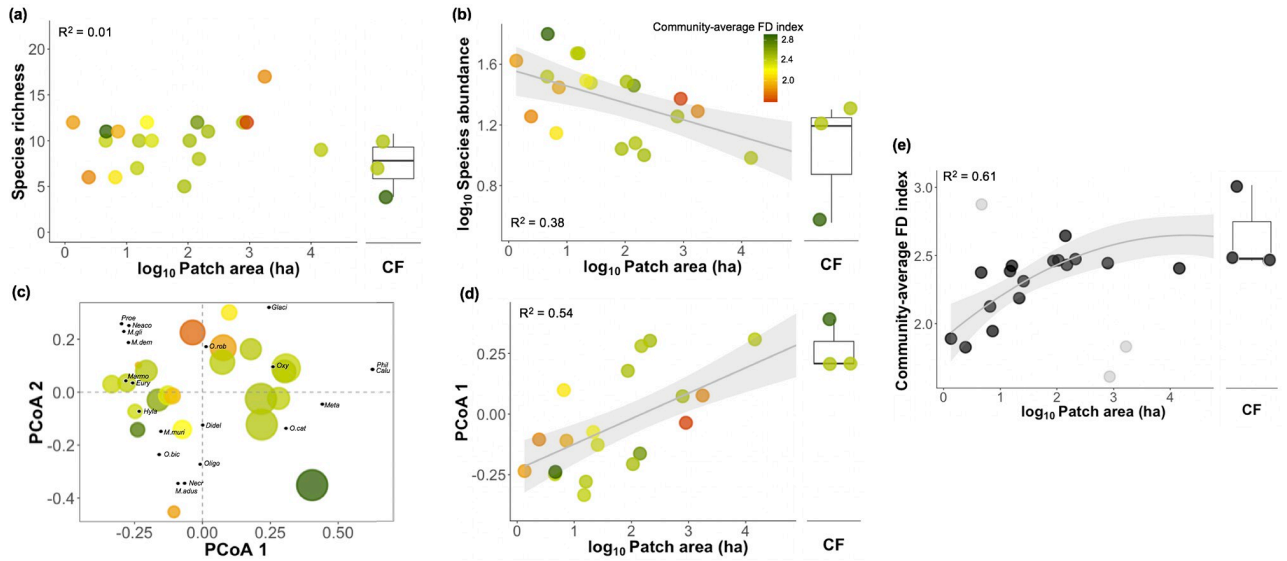 (a)
R² = 0.01
Species richness
20
15
10
5
0
0
1
2
3
4
log₁₀ Patch area (ha)
CF
(b)
R² = 0.38
log₁₀ Species abundance
1.6
1.2
0.8
0
1
2
3
4
log₁₀ Patch area (ha)
CF
Community-average FD index
2.8
2.4
2.0
(c)
PCoA 2
0.2
0.0
-0.2
-0.4
-0.25
0.00
0.25
0.50
PCoA 1
Glaci
Proe
Neaco
M.gli
M.dem
O.rob
Oxy
Phil
Calu
Marmo
Eury
Meta
Hyla
Didel
O.cat
M.muri
O.bic
Oligo
Necr
M.adus
(d)
R² = 0.54
PCoA 1
0.25
0.00
-0.25
0
1
2
3
4
log₁₀ Patch area (ha)
CF
(e)
R² = 0.61
Community-average FD index
3.0
2.5
2.0
0
1
2
3
4
log₁₀ Patch area (ha)
CF